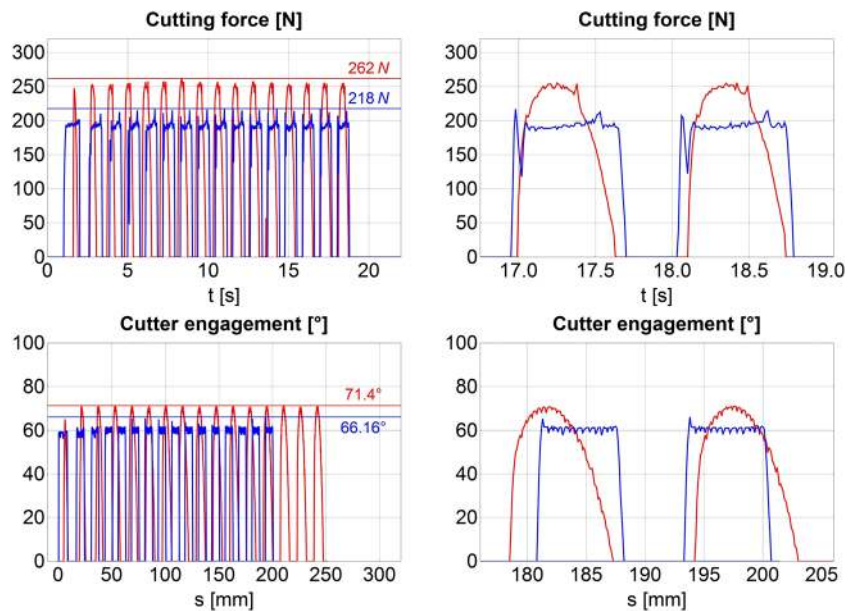 Cutting force [N]
300
250
200
150
100
50
0
262 N
218 N
0 5 10 15 20
t [s]
Cutting force [N]
300
250
200
150
100
50
0
17.0 17.5 18.0 18.5 19.0
t [s]
Cutter engagement [°]
100
80
60
40
20
0
71.4°
66.16°
0 50 100 150 200 250 300
s [mm]
Cutter engagement [°]
100
80
60
40
20
0
180 185 190 195 200 205
s [mm]